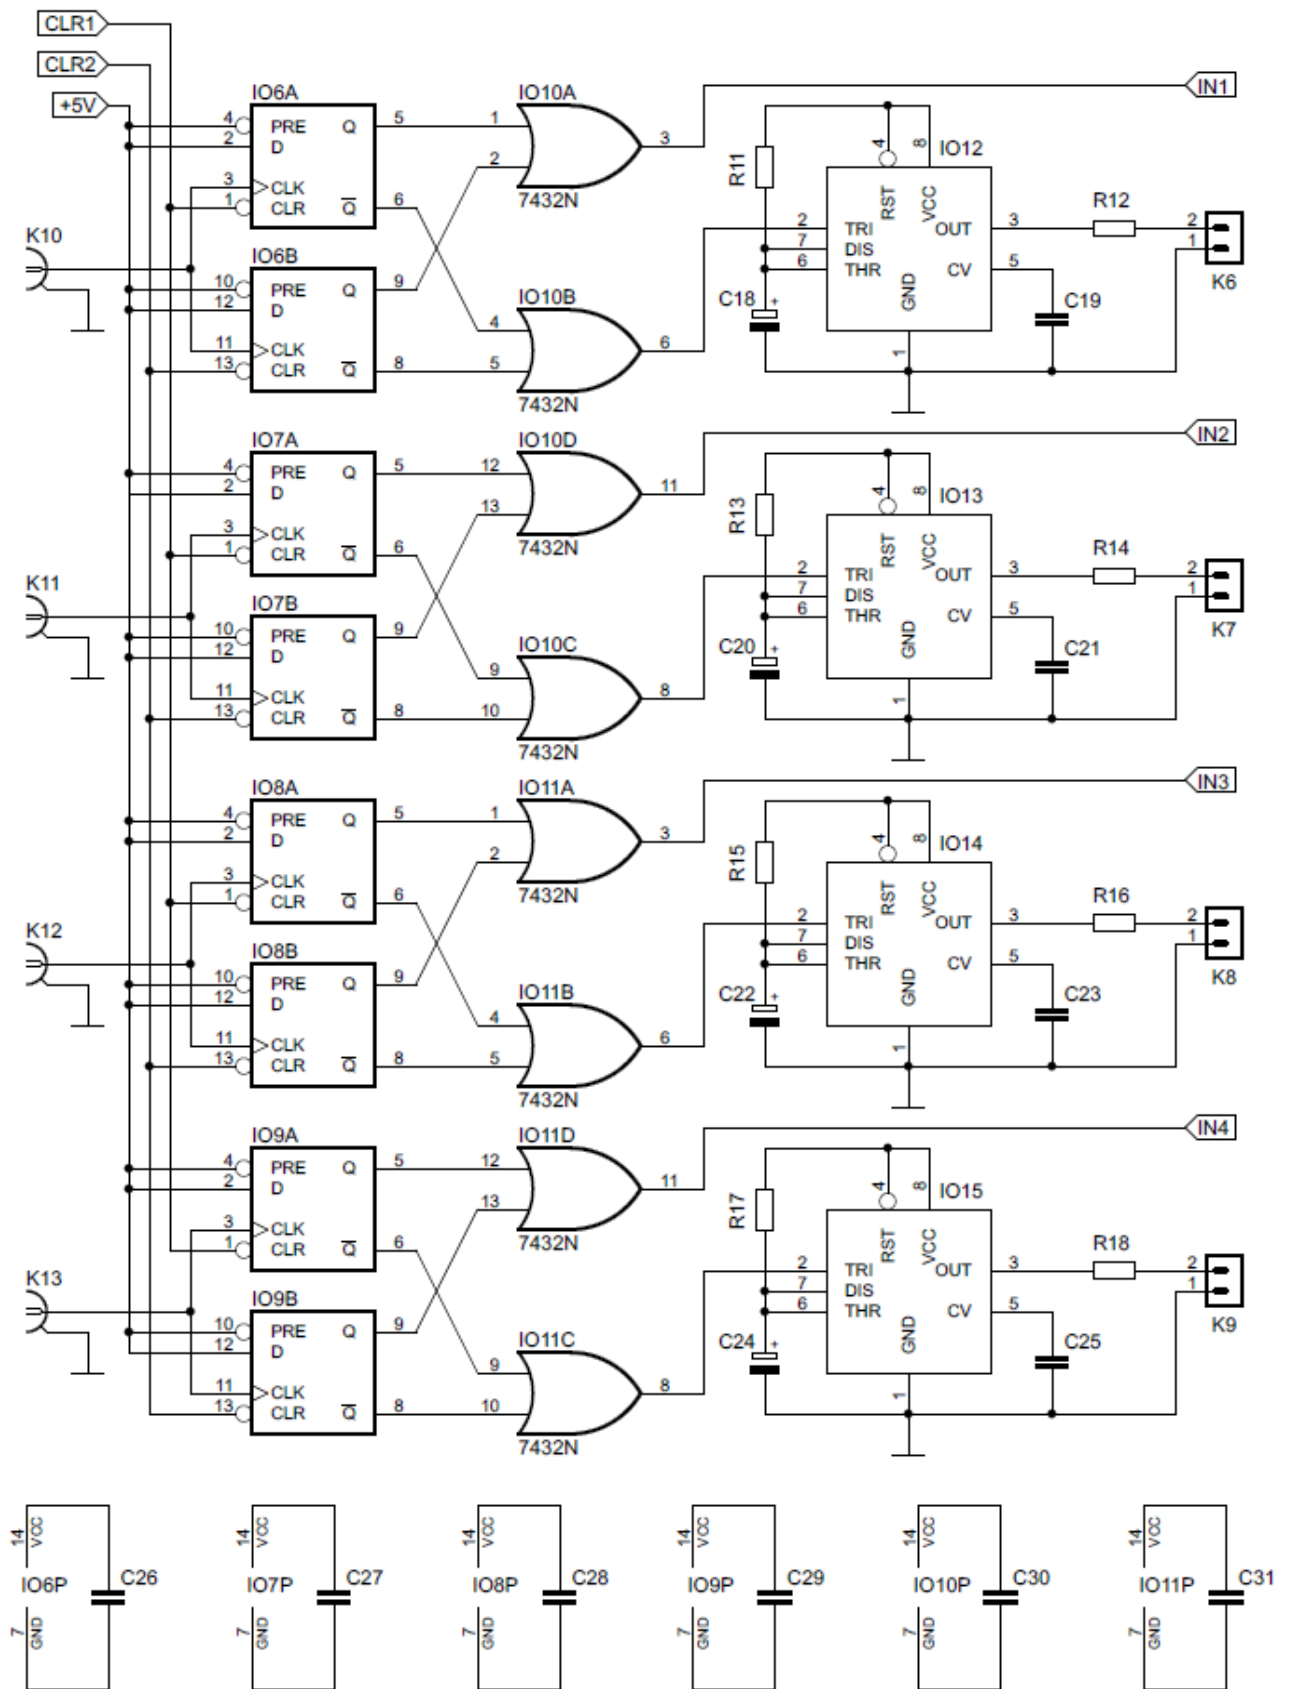 CLR1
CLR2
+5V
IN1
IO6A
4 PRE Q 5
2 D
3 CLK
1 CLR Q 6
K10
IO6B
10 PRE Q 9
12 D
11 CLK
13 CLR Q 8
IO10A
1
2
3
7432N
IO10B
4
5
6
7432N
R11
4
8
IO12
RST
VCC
2 TRI OUT 3
7 DIS
6 THR CV 5
GND
1
C18 +
C19
R12
2
1
K6
IN2
IO7A
4 PRE Q 5
2 D
3 CLK
1 CLR Q 6
K11
IO7B
10 PRE Q 9
12 D
11 CLK
13 CLR Q 8
IO10D
12
13
11
7432N
IO10C
9
10
8
7432N
R13
4
8
IO13
RST
VCC
2 TRI OUT 3
7 DIS
6 THR CV 5
GND
1
C20 +
C21
R14
2
1
K7
IN3
IO8A
4 PRE Q 5
2 D
3 CLK
1 CLR Q 6
K12
IO8B
10 PRE Q 9
12 D
11 CLK
13 CLR Q 8
IO11A
1
2
3
7432N
IO11B
4
5
6
7432N
R15
4
8
IO14
RST
VCC
2 TRI OUT 3
7 DIS
6 THR CV 5
GND
1
C22 +
C23
R16
2
1
K8
IN4
IO9A
4 PRE Q 5
2 D
3 CLK
1 CLR Q 6
K13
IO9B
10 PRE Q 9
12 D
11 CLK
13 CLR Q 8
IO11D
12
13
11
7432N
IO11C
9
10
8
7432N
R17
4
8
IO15
RST
VCC
2 TRI OUT 3
7 DIS
6 THR CV 5
GND
1
C24 +
C25
R18
2
1
K9
14 VCC
IO6P
7 GND
C26
14 VCC
IO7P
7 GND
C27
14 VCC
IO8P
7 GND
C28
14 VCC
IO9P
7 GND
C29
14 VCC
IO10P
7 GND
C30
14 VCC
IO11P
7 GND
C31